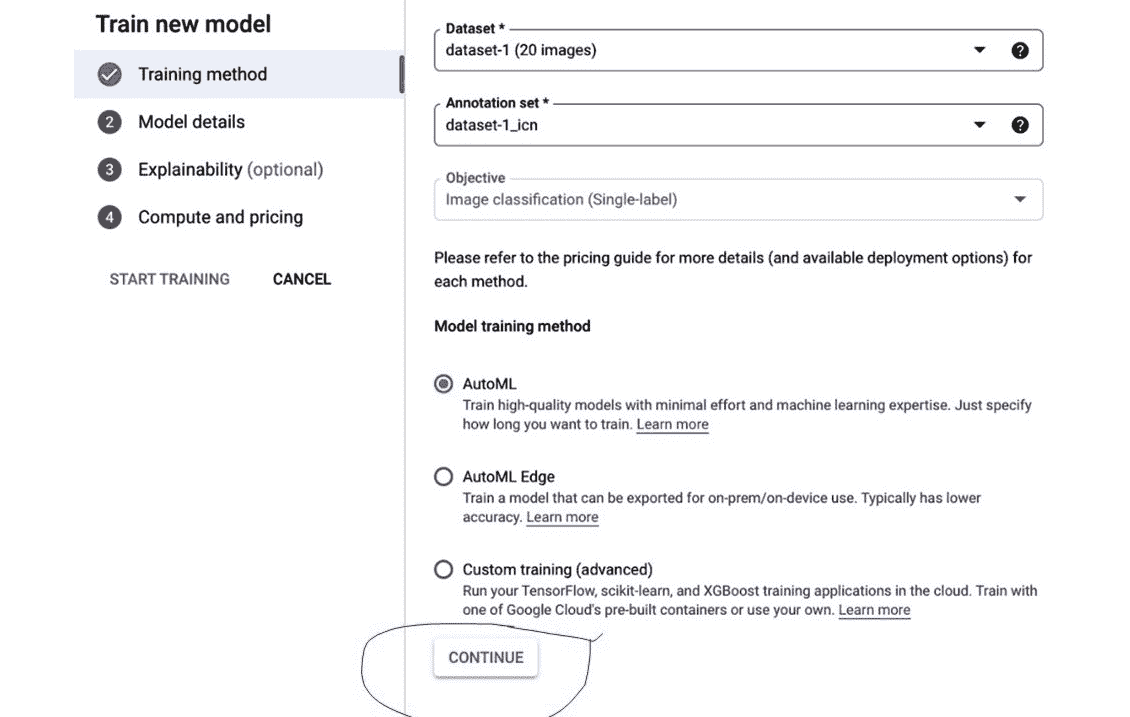 Train new model
Training method
2 Model details
3 Explainability (optional)
4 Compute and pricing
START TRAINING CANCEL
Dataset *
dataset-1 (20 images)
?
Annotation set *
dataset-1_icn
?
Objective
Image classification (Single-label)
Please refer to the pricing guide for more details (and available deployment options) for
each method.
Model training method
AutoML
Train high-quality models with minimal effort and machine learning expertise. Just specify
how long you want to train. Learn more
AutoML Edge
Train a model that can be exported for on-prem/on-device use. Typically has lower
accuracy. Learn more
Custom training (advanced)
Run your TensorFlow, scikit-learn, and XGBoost training applications in the cloud. Train with
one of Google Cloud's pre-built containers or use your own. Learn more
CONTINUE